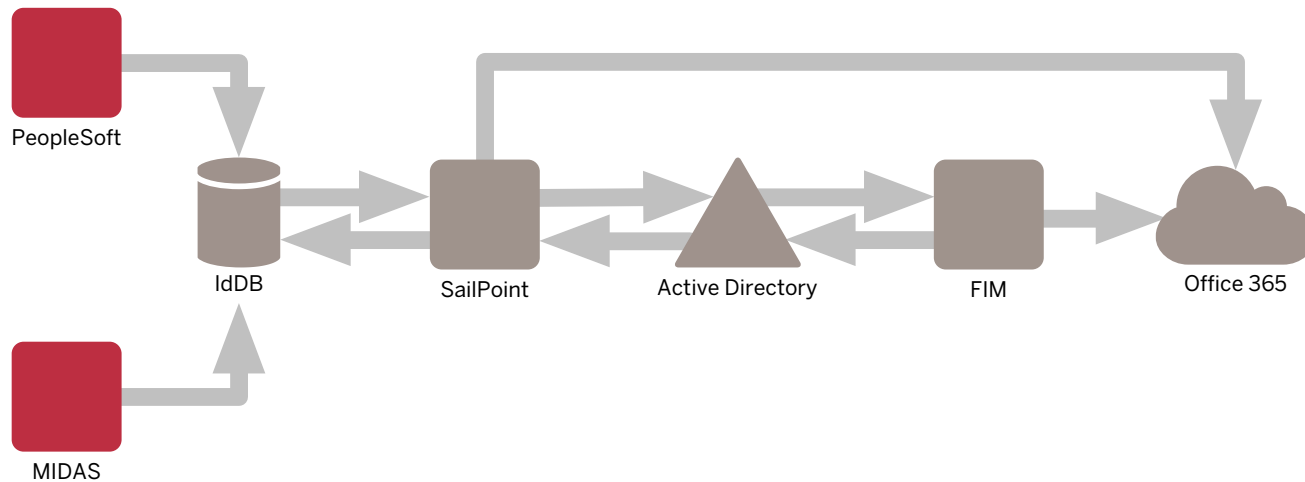 PeopleSoft
IdDB
SailPoint
Active Directory
FIM
Office 365
MIDAS